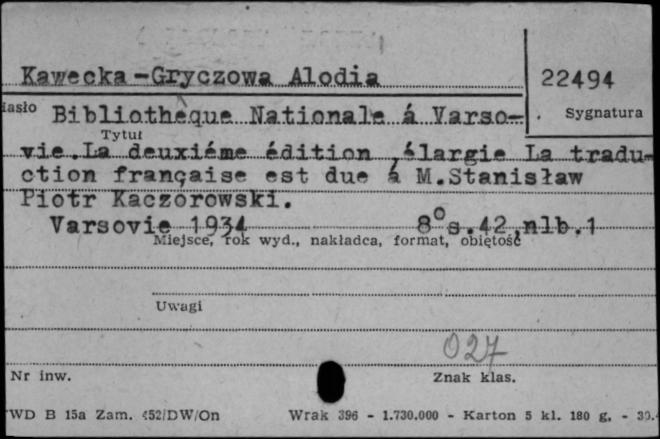 Kawecka-Gryczowa Alodia
22494
Hasło Bibliothèque Nationale á Varso-
Sygnatura
Tytuł
vie.La deuxiéme édition ,élargie La tradu-
ction française est due á M.Stanisław
Piotr Kaczorowski.
Varsovie 1934 8°s.42,nlb.1
Miejsce, rok wyd., nakładca, format, objętość
Uwagi
027
Nr inw.
Znak klas.
WD B 15a Zam. 452/DW/On Wrak 396 - 1.730.000 - Karton 5 kl. 180 g. -